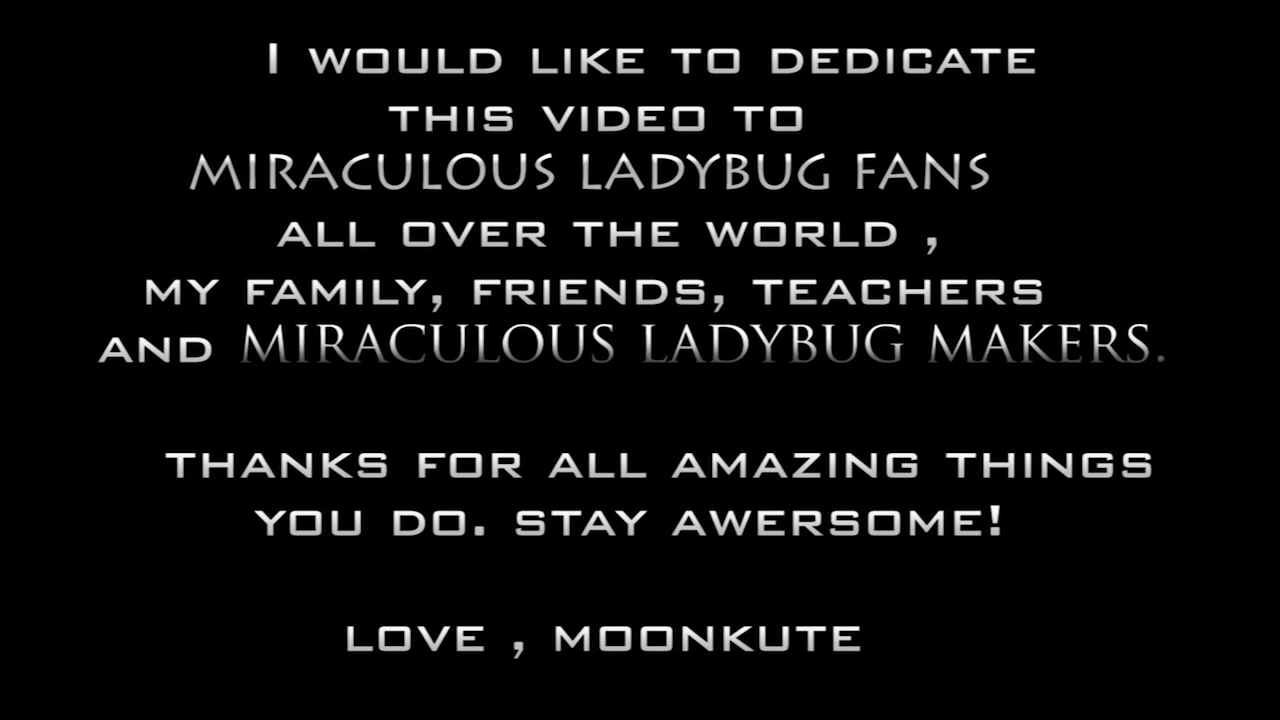 I WOULD LIKE TO DEDICATE
THIS VIDEO TO
MIRACULOUS LADYBUG FANS
ALL OVER THE WORLD ,
MY FAMILY, FRIENDS, TEACHERS
AND MIRACULOUS LADYBUG MAKERS.
THANKS FOR ALL AMAZING THINGS
YOU DO. STAY AWERSOME!
LOVE , MOONKUTE